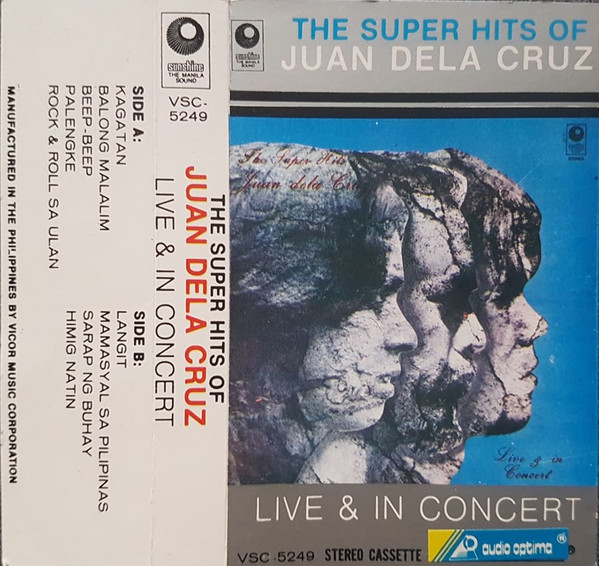 sunshine
THE MANILA
SOUND
VSC-
5249
SIDE A:
KAGATAN
BALONG MALALIM
BEEP-BEEP
PALENGKE
ROCK & ROLL SA ULAN
SIDE B:
LANGIT
MAMASYAL SA PILIPINAS
SARAP NG BUHAY
HIMIG NATIN
MANUFACTURED IN THE PHILIPPINES BY VICOR MUSIC CORPORATION
THE SUPER HITS OF
JUAN DELA CRUZ
LIVE & IN CONCERT
sunshine
THE SUPER HITS OF
JUAN DELA CRUZ
The Super Hits
Juan dela Cru
STEREO
Live & in
Concert
LIVE & IN CONCERT
VSC-5249 STEREO CASSETTE
audio optima